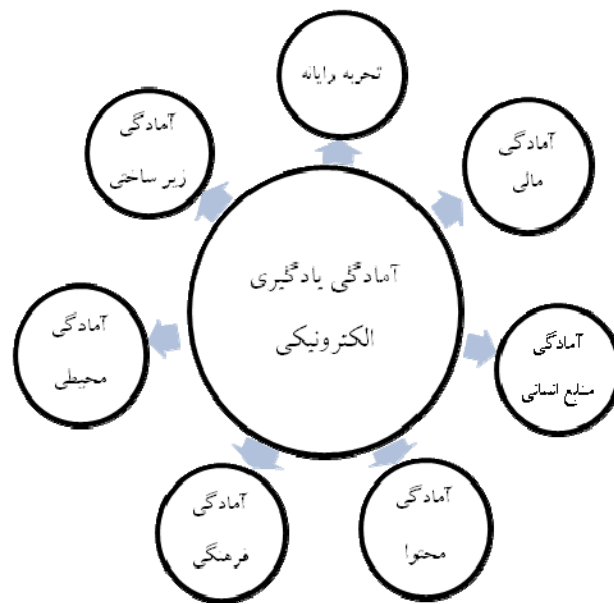 تجربه رایانه
آمادگی
مالی
آمادگی
زیر ساختی
آمادگی یادگیری
الکترونیکی
آمادگی
منابع انسانی
آمادگی
محیطی
آمادگی
محتوا
آمادگی
فرهنگی